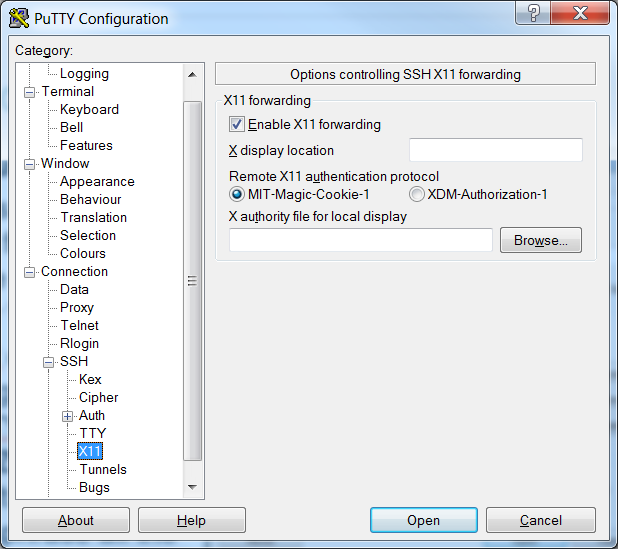 PuTTY Configuration
Category:
Logging
Terminal
Keyboard
Bell
Features
Window
Appearance
Behaviour
Translation
Selection
Colours
Connection
Data
Proxy
Telnet
Rlogin
SSH
Kex
Cipher
Auth
TTY
X11
Tunnels
Bugs
Options controlling SSH X11 forwarding
X11 forwarding
Enable X11 forwarding
X display location
Remote X11 authentication protocol
MIT-Magic-Cookie-1 XDM-Authorization-1
X authority file for local display
Browse...
About Help Open Cancel